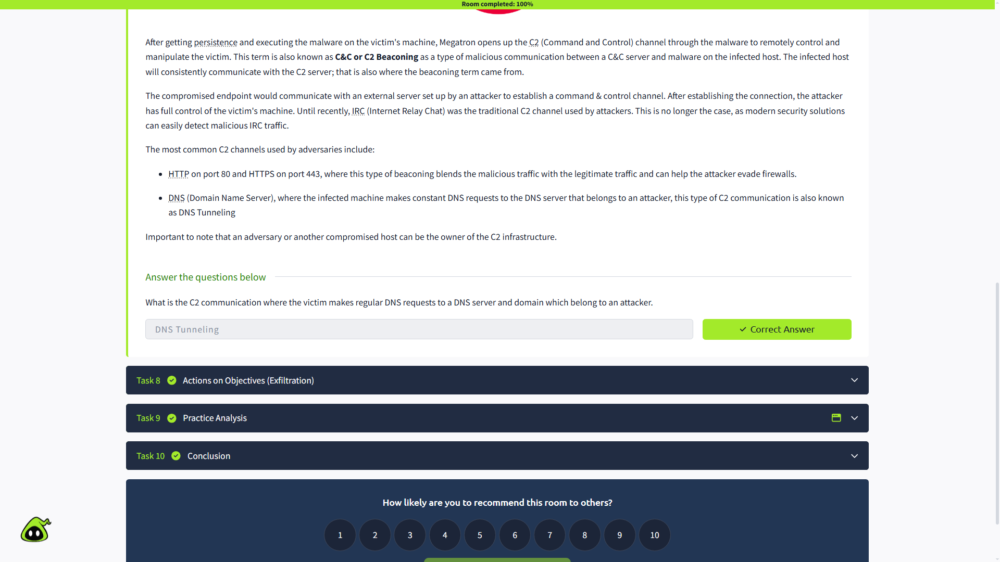 Room completed: 100%
After getting persistence and executing the malware on the victim's machine, Megatron opens up the C2 (Command and Control) channel through the malware to remotely control and
manipulate the victim. This term is also known as C&C or C2 Beaconing as a type of malicious communication between a C&C server and malware on the infected host. The infected host
will consistently communicate with the C2 server; that is also where the beaconing term came from.
The compromised endpoint would communicate with an external server set up by an attacker to establish a command & control channel. After establishing the connection, the attacker
has full control of the victim's machine. Until recently, IRC (Internet Relay Chat) was the traditional C2 channel used by attackers. This is no longer the case, as modern security solutions
can easily detect malicious IRC traffic.
The most common C2 channels used by adversaries include:
• HTTP on port 80 and HTTPS on port 443, where this type of beaconing blends the malicious traffic with the legitimate traffic and can help the attacker evade firewalls.
• DNS (Domain Name Server), where the infected machine makes constant DNS requests to the DNS server that belongs to an attacker, this type of C2 communication is also known
as DNS Tunneling
Important to note that an adversary or another compromised host can be the owner of the C2 infrastructure.
Answer the questions below
What is the C2 communication where the victim makes regular DNS requests to a DNS server and domain which belong to an attacker.
DNS Tunneling
Correct Answer
Task 8 Actions on Objectives (Exfiltration)
Task 9 Practice Analysis
Task 10 Conclusion
How likely are you to recommend this room to others?
1 2 3 4 5 6 7 8 9 10